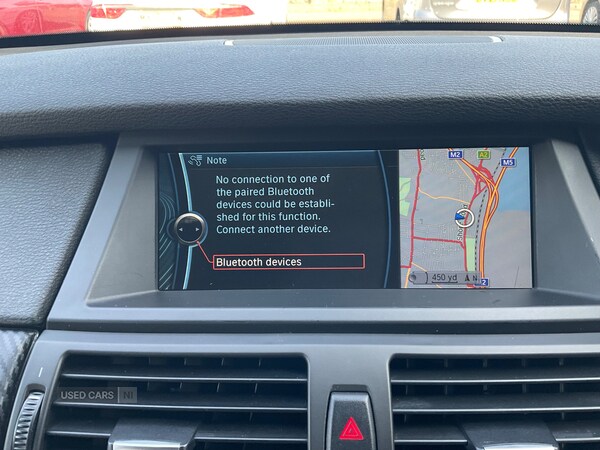 Note
No connection to one of
the paired Bluetooth
devices could be establi-
shed for this function.
Connect another device.
Bluetooth devices
M2
A2
M5
450 yd
N
USED CARS NI